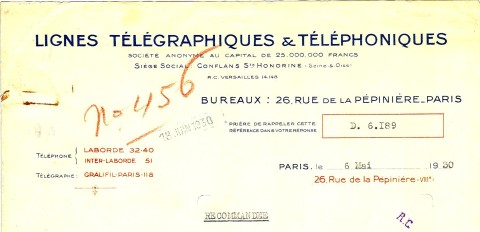 LIGNES TÉLÉGRAPHIQUES & TÉLÉPHONIQUES
SOCIÉTÉ ANONYME AU CAPITAL DE 25.000.000 FRANCS
SIÈGE SOCIAL: CONFLANS STE HONORINE (SEINE & OISE)
R.C. VERSAILLES 14.143
No 456
BUREAUX : 26, RUE DE LA PÉPINIÈRE_PARIS
1930
PRIÈRE DE RAPPELER CETTE
RÉFÉRENCE DANS VOTRE RÉPONSE
D. 6.189
TÉLÉPHONE
LABORDE 32-40
INTER-LABORDE 51
TÉLÉGRAPHE: GRALIFIL-PARIS-118
PARIS, le 6 Mai 1930
26, Rue de la Pépinière_VIIIe
RECOMMANDEE
R.C